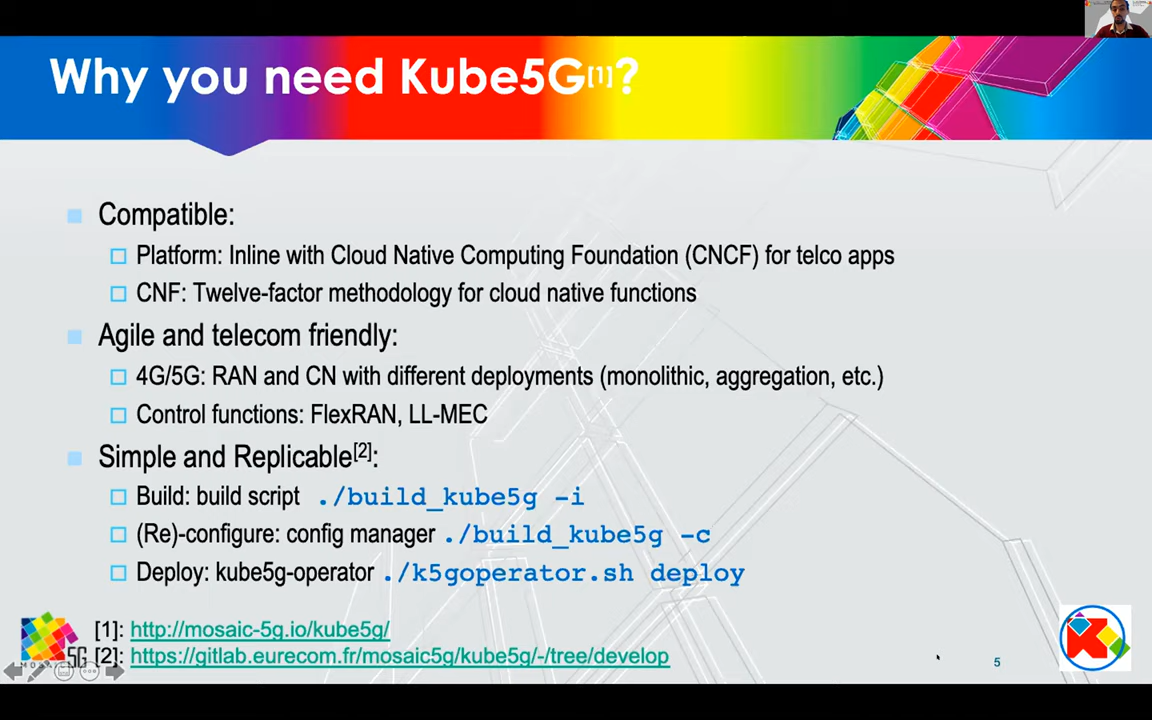 Why you need Kube5G[1]?
Compatible:
Platform: Inline with Cloud Native Computing Foundation (CNCF) for telco apps
CNF: Twelve-factor methodology for cloud native functions
Agile and telecom friendly:
4G/5G: RAN and CN with different deployments (monolithic, aggregation, etc.)
Control functions: FlexRAN, LL-MEC
Simple and Replicable[2]:
Build: build script ./build_kube5g -i
(Re)-configure: config manager ./build_kube5g -c
Deploy: kube5g-operator ./k5goperator.sh deploy
[1]: http://mosaic-5g.io/kube5g/
5G [2]: https://gitlab.eurecom.fr/mosaic5g/kube5g/-/tree/develop
5